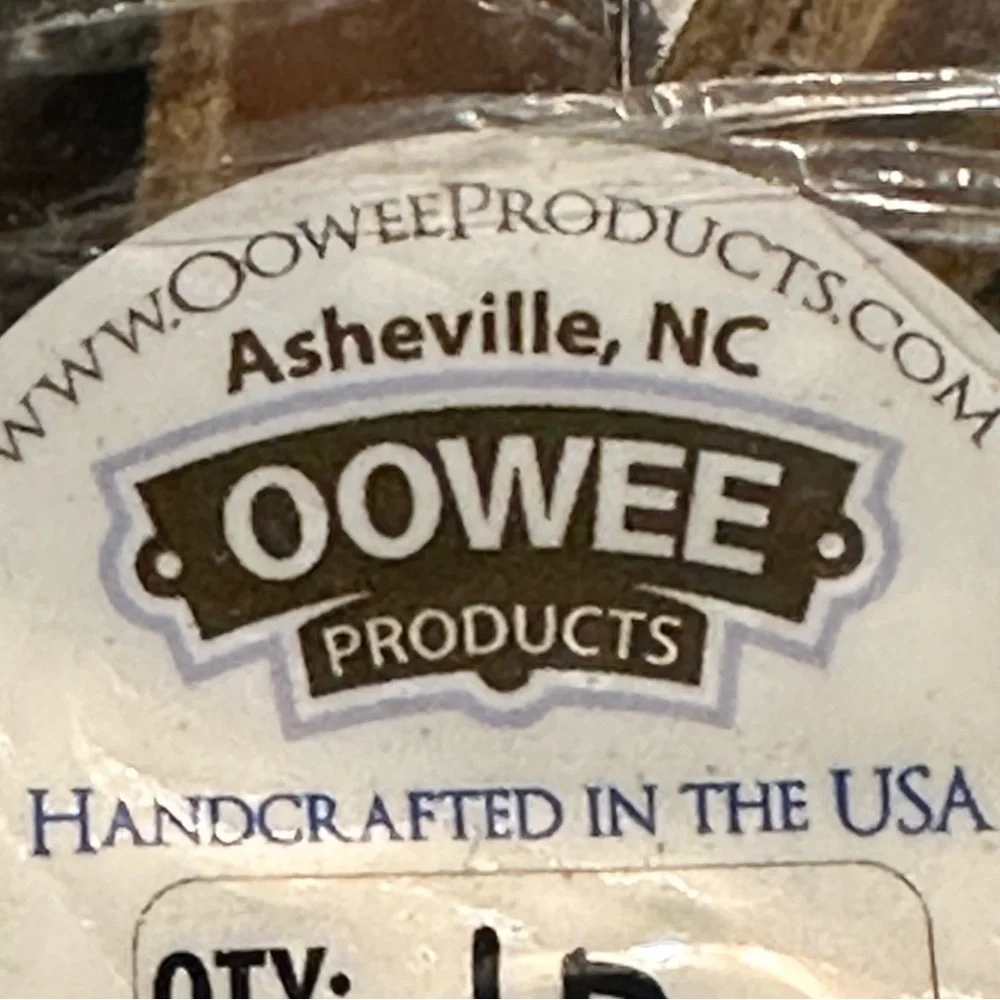 WWW.OOWEEPRODUCTS.COM
Asheville, NC
OOWEE
PRODUCTS
HANDCRAFTED IN THE USA
QTY: